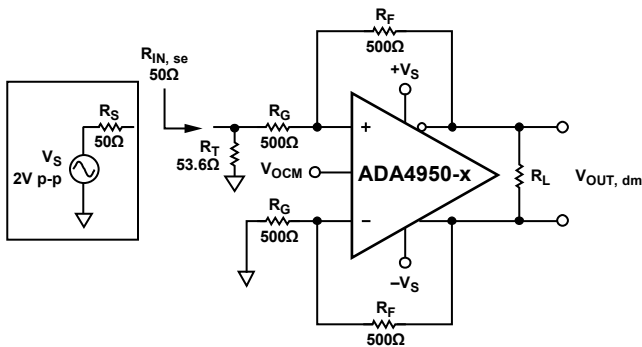 R_F
500Ω
R_IN, se
50Ω
+V_S
R_S
50Ω
R_G
500Ω
+
V_S
2V p-p
R_T
53.6Ω
V_OCM
ADA4950-x
R_L
V_OUT, dm
R_G
500Ω
–
–V_S
R_F
500Ω